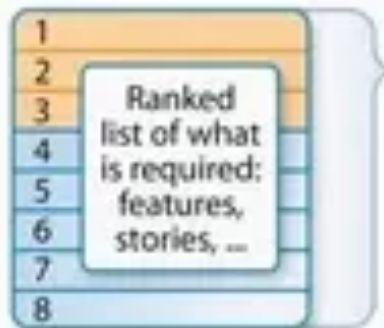 1
2
3
4
5
6
7
8
Ranked
list of what
is required:
features,
stories, ...